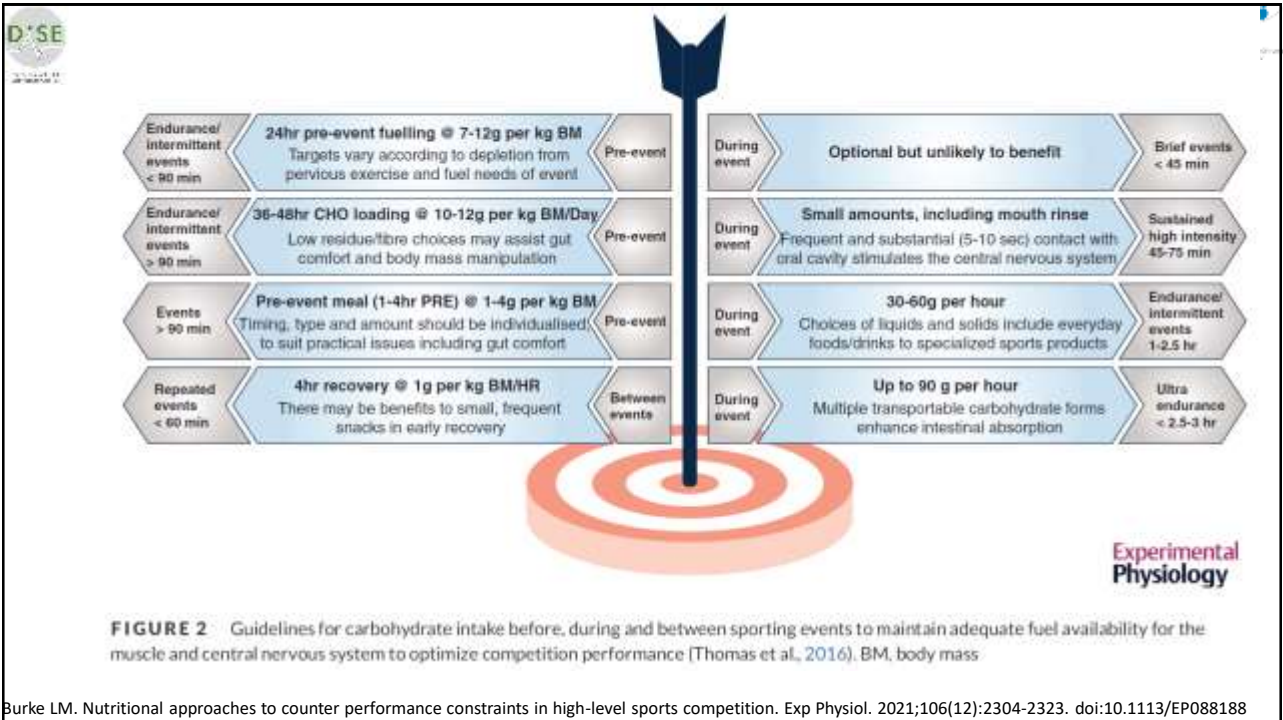 D*SE
Endurance/
intermittent
events
< 90 min
24hr pre-event fuelling @ 7-12g per kg BM
Targets vary according to depletion from
pervious exercise and fuel needs of event
Pre-event
During
event
Optional but unlikely to benefit
Brief events
< 45 min
Endurance/
intermittent
events
> 90 min
36-48hr CHO loading @ 10-12g per kg BM/Day
Low residue/fibre choices may assist gut
comfort and body mass manipulation
Pre-event
During
event
Small amounts, including mouth rinse
Frequent and substantial (5-10 sec) contact with
oral cavity stimulates the central nervous system
Sustained
high intensity
45-75 min
Events
> 90 min
Pre-event meal (1-4hr PRE) @ 1-4g per kg BM
Timing, type and amount should be individualised
to suit practical issues including gut comfort
Pre-event
During
event
30-60g per hour
Choices of liquids and solids include everyday
foods/drinks to specialized sports products
Endurance/
intermittent
events
1-2.5 hr
Repeated
events
< 60 min
4hr recovery @ 1g per kg BM/HR
There may be benefits to small, frequent
snacks in early recovery
Between
events
During
event
Up to 90 g per hour
Multiple transportable carbohydrate forms
enhance intestinal absorption
Ultra
endurance
< 2.5-3 hr
Experimental
Physiology
FIGURE 2 Guidelines for carbohydrate intake before, during and between sporting events to maintain adequate fuel availability for the
muscle and central nervous system to optimize competition performance (Thomas et al., 2016). BM, body mass
Burke LM. Nutritional approaches to counter performance constraints in high-level sports competition. Exp Physiol. 2021;106(12):2304-2323. doi:10.1113/EP088188